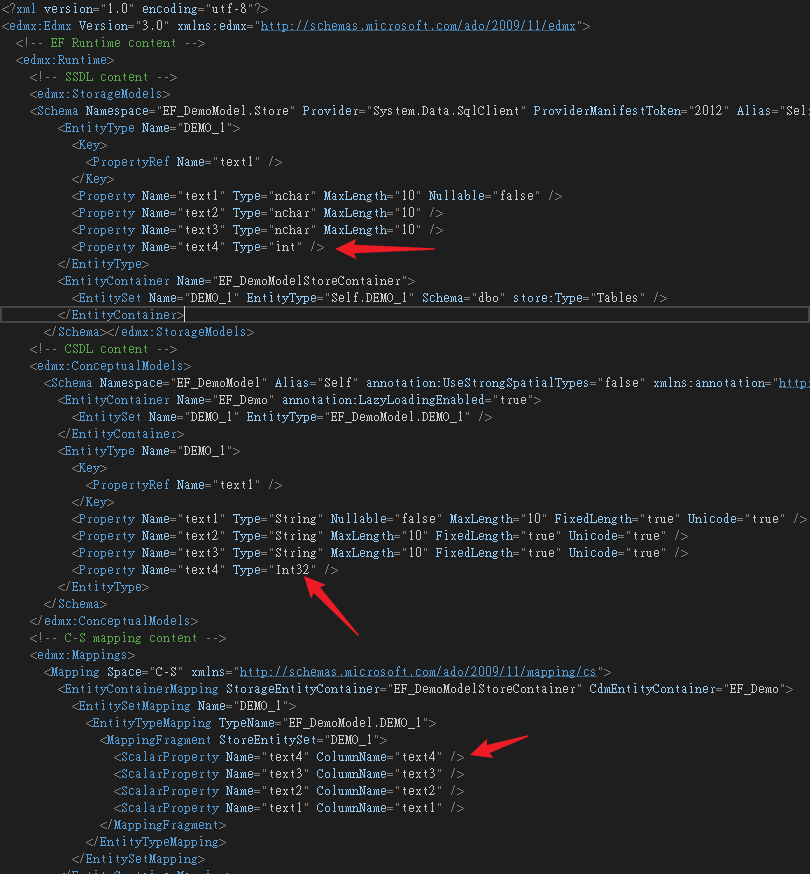 <?xml version="1.0" encoding="utf-8"?>
<edmx:Edmx Version="3.0" xmlns:edmx="http://schemas.microsoft.com/ado/2009/11/edmx">
<!-- EF Runtime content -->
<edmx:Runtime>
<!-- SSDL content -->
<edmx:StorageModels>
<Schema Namespace="EF_DemoModel.Store" Provider="System.Data.SqlClient" ProviderManifestToken="2012" Alias="Sel
<EntityType Name="DEMO_1">
<Key>
<PropertyRef Name="text1" />
</Key>
<Property Name="text1" Type="nchar" MaxLength="10" Nullable="false" />
<Property Name="text2" Type="nchar" MaxLength="10" />
<Property Name="text3" Type="nchar" MaxLength="10" />
<Property Name="text4" Type="int" />
</EntityType>
<EntityContainer Name="EF_DemoModelStoreContainer">
<EntitySet Name="DEMO_1" EntityType="Self.DEMO_1" Schema="dbo" store:Type="Tables" />
</EntityContainer>
</Schema></edmx:StorageModels>
<!-- CSDL content -->
<edmx:ConceptualModels>
<Schema Namespace="EF_DemoModel" Alias="Self" annotation:UseStrongSpatialTypes="false" xmlns:annotation="http:
<EntityContainer Name="EF_Demo" annotation:LazyLoadingEnabled="true">
<EntitySet Name="DEMO_1" EntityType="EF_DemoModel.DEMO_1" />
</EntityContainer>
<EntityType Name="DEMO_1">
<Key>
<PropertyRef Name="text1" />
</Key>
<Property Name="text1" Type="String" Nullable="false" MaxLength="10" FixedLength="true" Unicode="true" />
<Property Name="text2" Type="String" MaxLength="10" FixedLength="true" Unicode="true" />
<Property Name="text3" Type="String" MaxLength="10" FixedLength="true" Unicode="true" />
<Property Name="text4" Type="Int32" />
</EntityType>
</Schema>
</edmx:ConceptualModels>
<!-- C-S mapping content -->
<edmx:Mappings>
<Mapping Space="C-S" xmlns="http://schemas.microsoft.com/ado/2009/11/mapping/cs">
<EntityContainerMapping StorageEntityContainer="EF_DemoModelStoreContainer" CdmEntityContainer="EF_Demo">
<EntitySetMapping Name="DEMO_1">
<EntityTypeMapping TypeName="EF_DemoModel.DEMO_1">
<MappingFragment StoreEntitySet="DEMO_1">
<ScalarProperty Name="text4" ColumnName="text4" />
<ScalarProperty Name="text3" ColumnName="text3" />
<ScalarProperty Name="text2" ColumnName="text2" />
<ScalarProperty Name="text1" ColumnName="text1" />
</MappingFragment>
</EntityTypeMapping>
</EntitySetMapping>